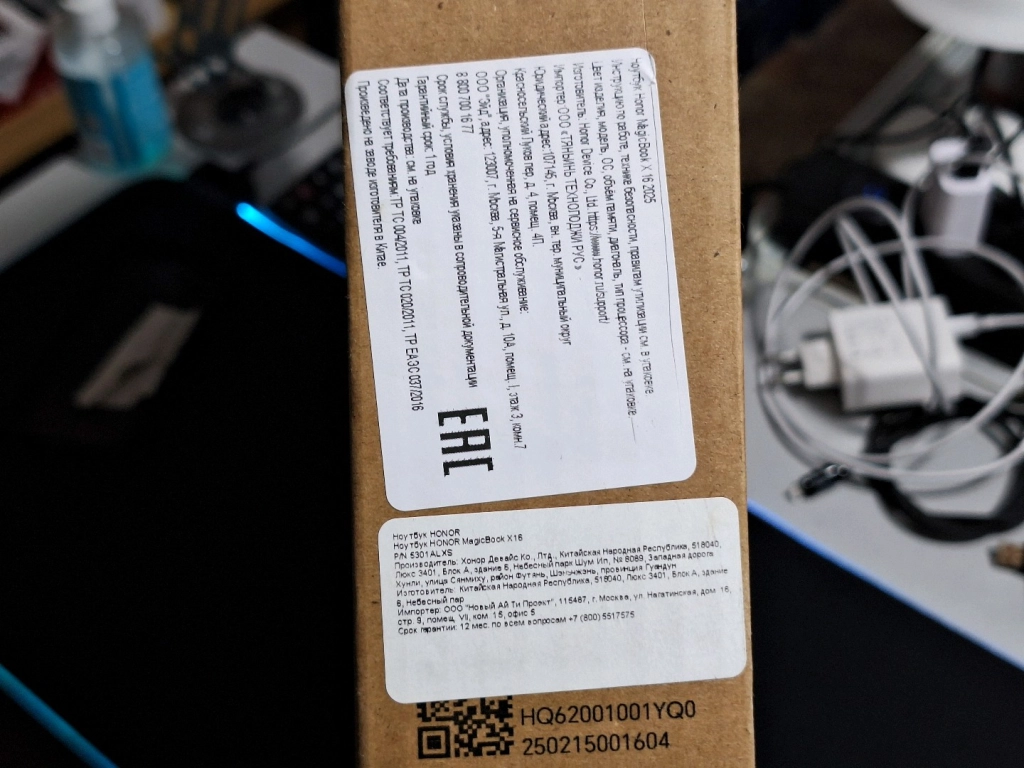 Ноутбук Honor MagicBook X 16 2025
Инструкцию по работе, технике безопасности, правилам утилизации см. в упаковке
Цвет изделия, модель, ОС, объём памяти, диагональ, тип процессора - см. на упаковке
Изготовитель: Honor Device Co., Ltd. https://www.honor.ru/support/
Импортер ООО «ТЯНЬИНЬ ТЕХНОЛОДЖИ РУС»
Юридический адрес: 107145, г. Москва, вн. тер. муниципальный округ
Красносельский Луков пер, д. 4, помещ. 4П.
Организация, уполномоченная на сервисное обслуживание:
ООО "Эйд", адрес: 123007, г. Москва, 5-я Магистральная ул., д. 10А, помещ. I, этаж 3, комн.7
8 800 700 16 77
Срок службы, условия хранения указаны в сопроводительной документации
Гарантийный срок: 1 год
Дата производства см. на упаковке
Соответствует требованиям: ТР ТС 004/2011, ТР ТС 020/2011, ТР ЕАЭС 037/2016
Произведено на заводе изготовителя в Китае.
EAC
Ноутбук HONOR
Ноутбук HONOR MagicBook X16
P/N 5301ALXS
Производитель: Хонор Девайс Ко., Лтд., Китайская Народная Республика, 518040,
Люкс 3401, Блок А, здание 6, Небесный парк Шум Ип, № 8089, Западная дорога
Хунли, улица Сянмиху, район Футянь, Шэньчжэнь, провинция Гуандун
Изготовитель: Китайская Народная Республика, 518040, Люкс 3401, Блок А, здание
6, Небесный пар
Импортер: ООО "Новый Ай Ти Проект", 115487, г. Москва, ул. Нагатинская, дом 16,
стр. 9, помещ. VII, ком. 15, офис 5
Срок гарантии: 12 мес. по всем вопросам +7 (800) 5517575
HQ62001001YQ0
250215001604